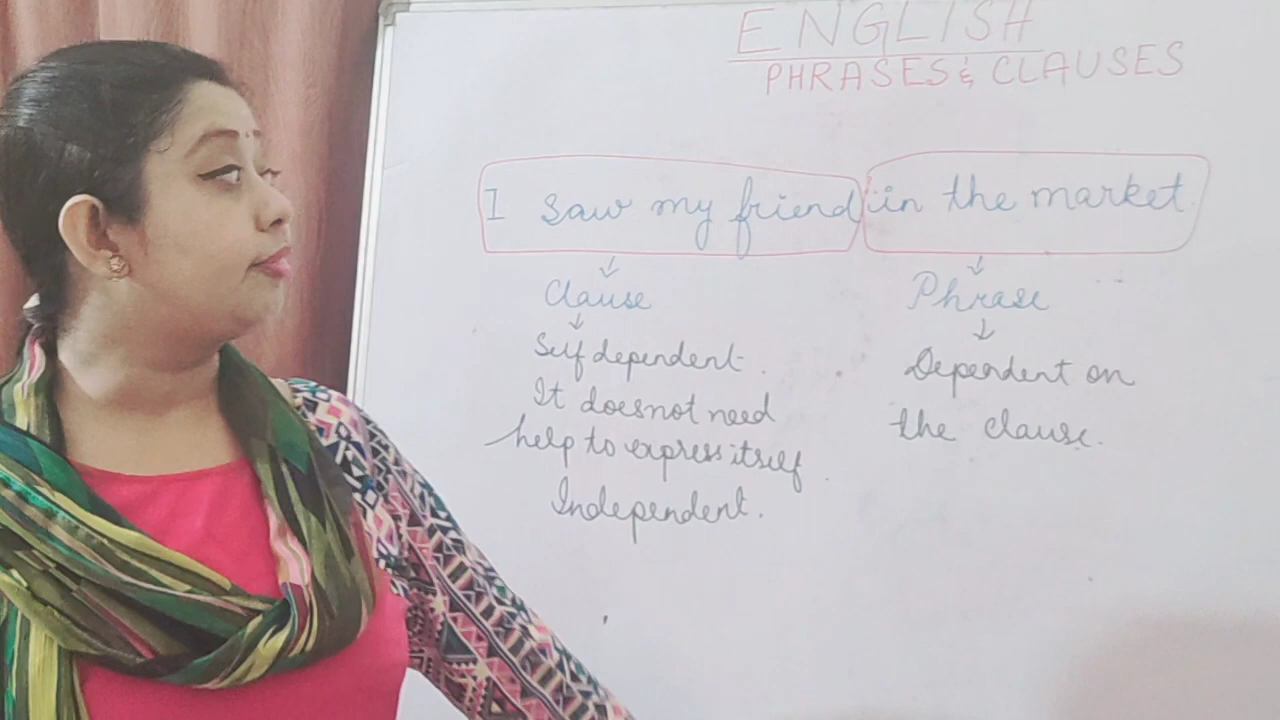 ENGLISH
PHRASES & CLAUSES
I saw my friend in the market.
Clause
Phrase
Self dependent.
It doesnot need
help to express itself
Independent.
Dependent on
the clause.